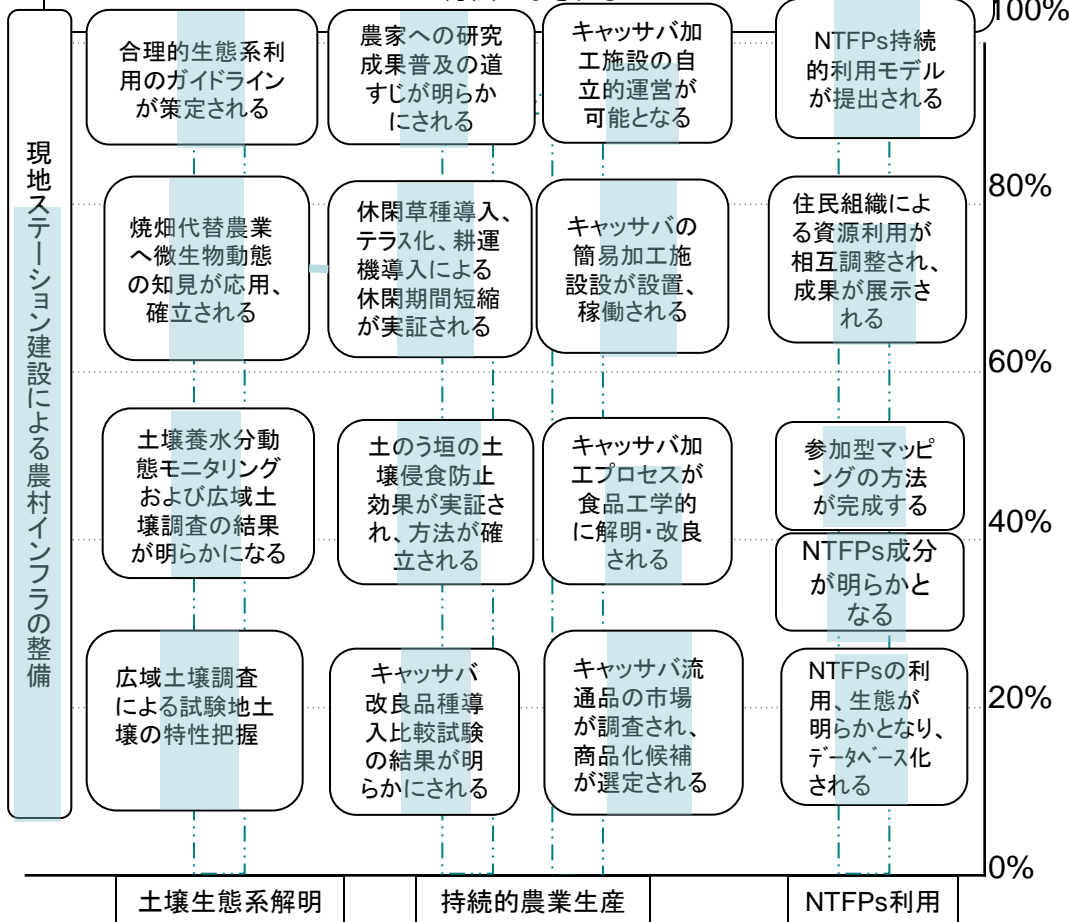 100%
合理的生態系利
用のガイドライン
が策定される
農家への研究
成果普及の道
すじが明らか
にされる
キャッサバ加
工施設の自
立的運営が
可能となる
NTFPs持続
的利用モデル
が提出される
現地ステーション建設による農村インフラの整備
80%
焼畑代替農業
へ微生物動態
の知見が応用、
確立される
休閑草種導入、
テラス化、耕運
機導入による
休閑期間短縮
が実証される
キャッサバの
簡易加工施
設設が設置、
稼働される
住民組織によ
る資源利用が
相互調整され、
成果が展示さ
れる
60%
土壌養水分動
態モニタリング
および広域土
壌調査の結果
が明らかになる
土のう垣の土
壌侵食防止
効果が実証さ
れ、方法が確
立される
キャッサバ加
工プロセスが
食品工学的
に解明・改良
される
参加型マッピ
ングの方法
が完成する
40%
NTFPs成分
が明らかと
なる
広域土壌調査
による試験地土
壌の特性把握
キャッサバ
改良品種導
入比較試験
の結果が明
らかにされる
キャッサバ流
通品の市場
が調査され、
商品化候補
が選定される
NTFPsの利
用、生態が
明らかとなり、
ﾃﾞｰﾀﾍﾞｰｽ化
される
20%
0%
土壌生態系解明
持続的農業生産
NTFPs利用